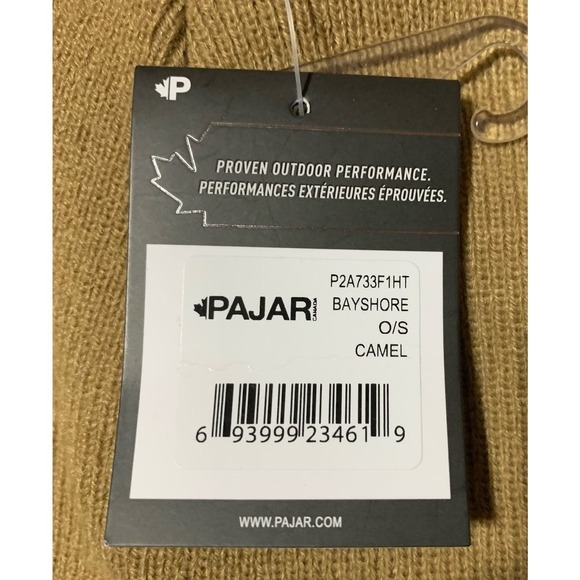 P
PROVEN OUTDOOR PERFORMANCE.
PERFORMANCES EXTÉRIEURES ÉPROUVÉES.
P2A733F1HT
PAJAR CANADA
BAYSHORE
O/S
CAMEL
6 93999 23461 9
WWW.PAJAR.COM